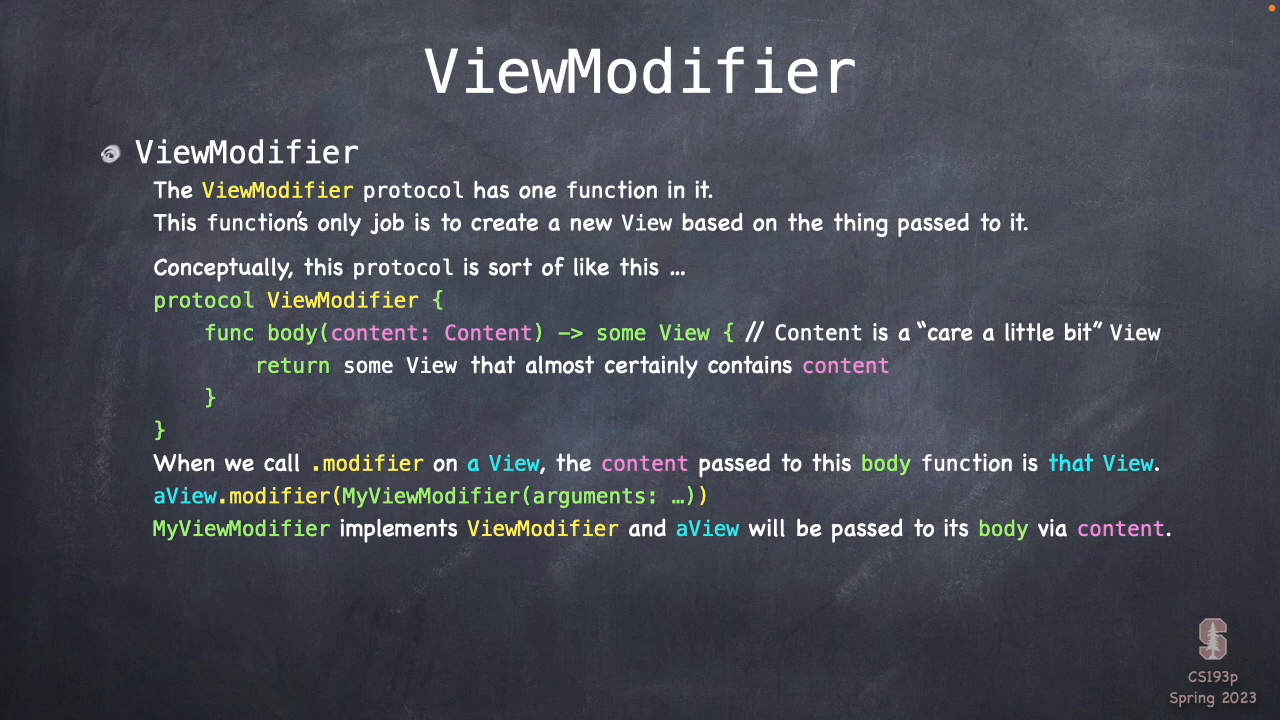 ViewModifier
ViewModifier
The ViewModifier protocol has one function in it.
This function's only job is to create a new View based on the thing passed to it.
Conceptually, this protocol is sort of like this ...
protocol ViewModifier {
    func body(content: Content) -> some View { // Content is a “care a little bit” View
        return some View that almost certainly contains content
    }
}
When we call .modifier on a View, the content passed to this body function is that View.
aView.modifier(MyViewModifier(arguments: …))
MyViewModifier implements ViewModifier and aView will be passed to its body via content.
S
CS193p
Spring 2023